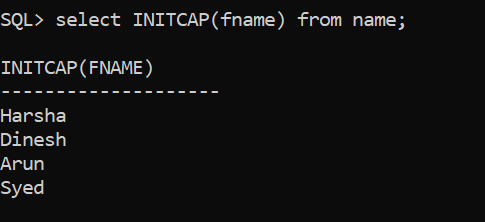 SQL> select INITCAP(fname) from name;
INITCAP(FNAME)
--------------------
Harsha
Dinesh
Arun
Syed